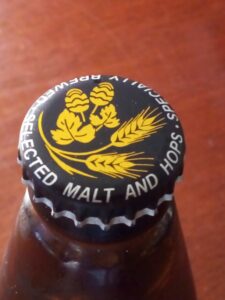 · SPECIALLY BREWED SELECTED MALT AND HOPS ·